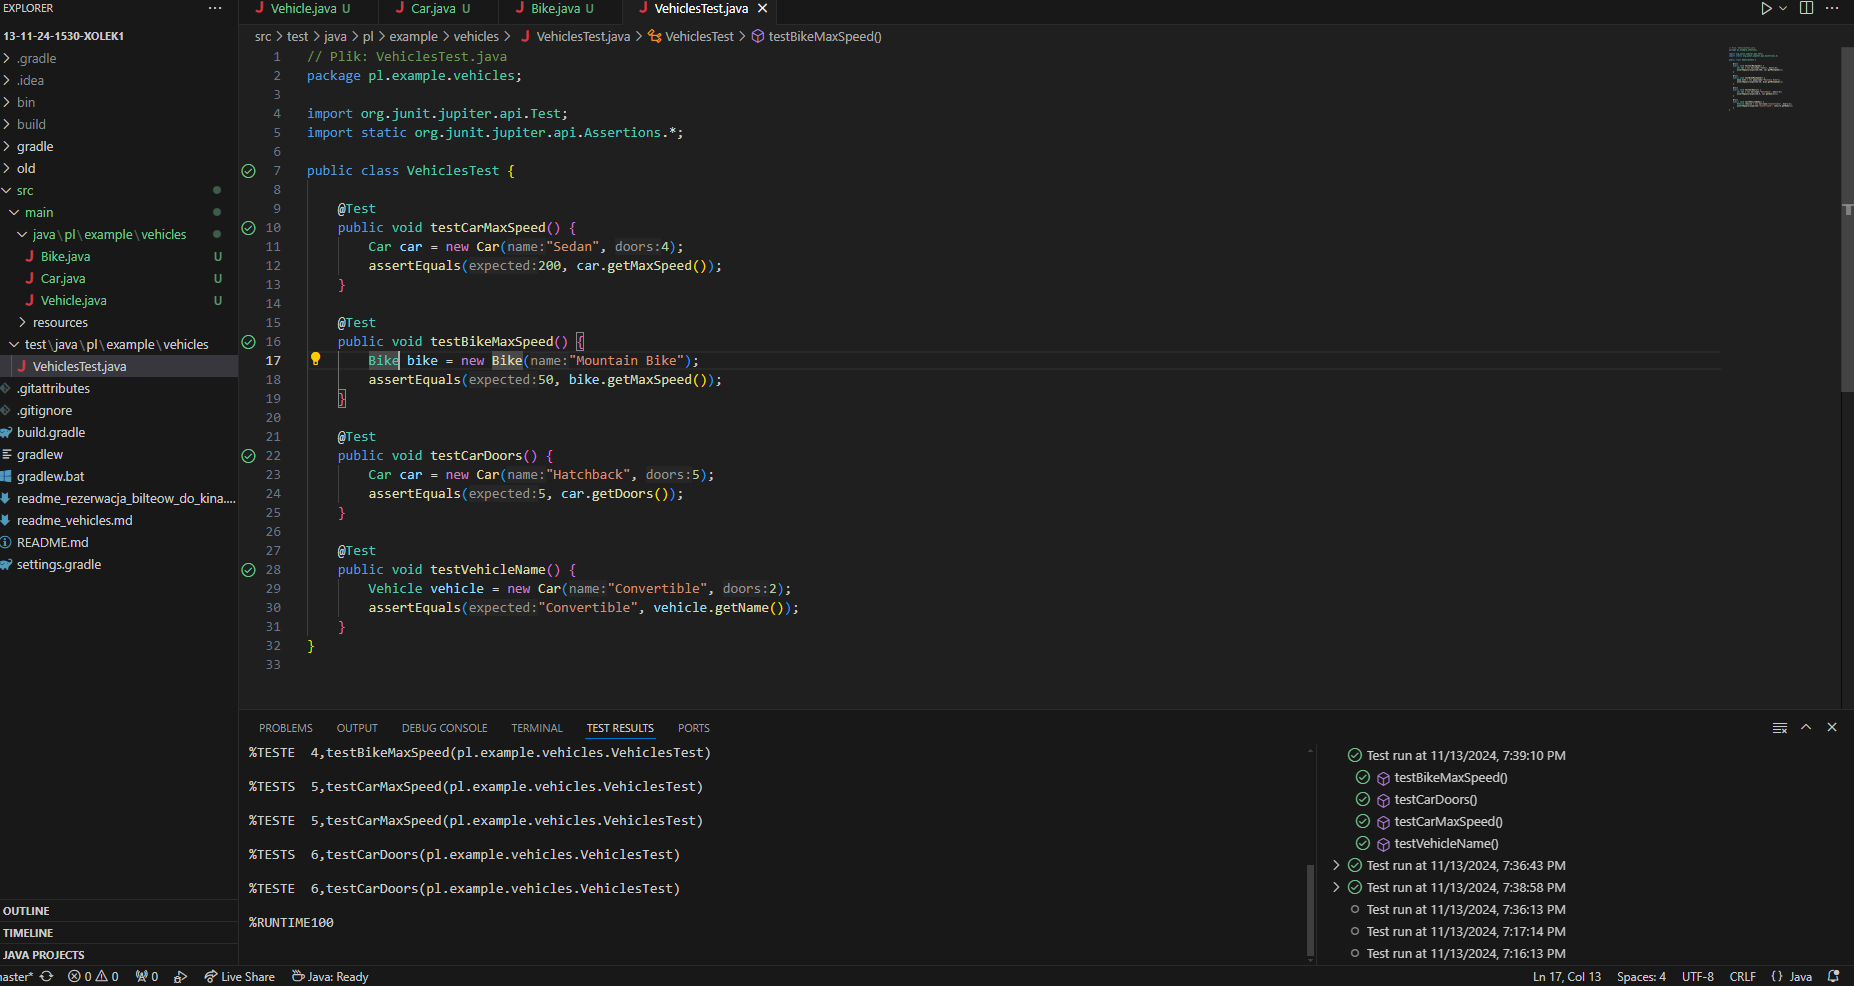 EXPLORER ···
13-11-24-1530-XOLEK1
.gradle
.idea
bin
build
gradle
old
src
main
java\pl\example\vehicles
Bike.java U
Car.java U
Vehicle.java U
resources
test\java\pl\example\vehicles
VehiclesTest.java
.gitattributes
.gitignore
build.gradle
gradlew
gradlew.bat
readme_rezerwacja_bilteow_do_kina....
readme_vehicles.md
README.md
settings.gradle
OUTLINE
TIMELINE
JAVA PROJECTS
Vehicle.java U Car.java U Bike.java U VehiclesTest.java
src > test > java > pl > example > vehicles > VehiclesTest.java > VehiclesTest > testBikeMaxSpeed()
1 // Plik: VehiclesTest.java
2 package pl.example.vehicles;
3
4 import org.junit.jupiter.api.Test;
5 import static org.junit.jupiter.api.Assertions.*;
6
7 public class VehiclesTest {
8
9 @Test
10 public void testCarMaxSpeed() {
11 Car car = new Car(name:"Sedan", doors:4);
12 assertEquals(expected:200, car.getMaxSpeed());
13 }
14
15 @Test
16 public void testBikeMaxSpeed() {
17 Bike bike = new Bike(name:"Mountain Bike");
18 assertEquals(expected:50, bike.getMaxSpeed());
19 }
20
21 @Test
22 public void testCarDoors() {
23 Car car = new Car(name:"Hatchback", doors:5);
24 assertEquals(expected:5, car.getDoors());
25 }
26
27 @Test
28 public void testVehicleName() {
29 Vehicle vehicle = new Car(name:"Convertible", doors:2);
30 assertEquals(expected:"Convertible", vehicle.getName());
31 }
32 }
33
PROBLEMS OUTPUT DEBUG CONSOLE TERMINAL TEST RESULTS PORTS
%TESTE 4,testBikeMaxSpeed(pl.example.vehicles.VehiclesTest)
%TESTS 5,testCarMaxSpeed(pl.example.vehicles.VehiclesTest)
%TESTE 5,testCarMaxSpeed(pl.example.vehicles.VehiclesTest)
%TESTS 6,testCarDoors(pl.example.vehicles.VehiclesTest)
%TESTE 6,testCarDoors(pl.example.vehicles.VehiclesTest)
%RUNTIME100
Test run at 11/13/2024, 7:39:10 PM
testBikeMaxSpeed()
testCarDoors()
testCarMaxSpeed()
testVehicleName()
Test run at 11/13/2024, 7:36:43 PM
Test run at 11/13/2024, 7:38:58 PM
Test run at 11/13/2024, 7:36:13 PM
Test run at 11/13/2024, 7:17:14 PM
Test run at 11/13/2024, 7:16:13 PM
naster* 0 0 0 Live Share Java: Ready Ln 17, Col 13 Spaces: 4 UTF-8 CRLF {} Java